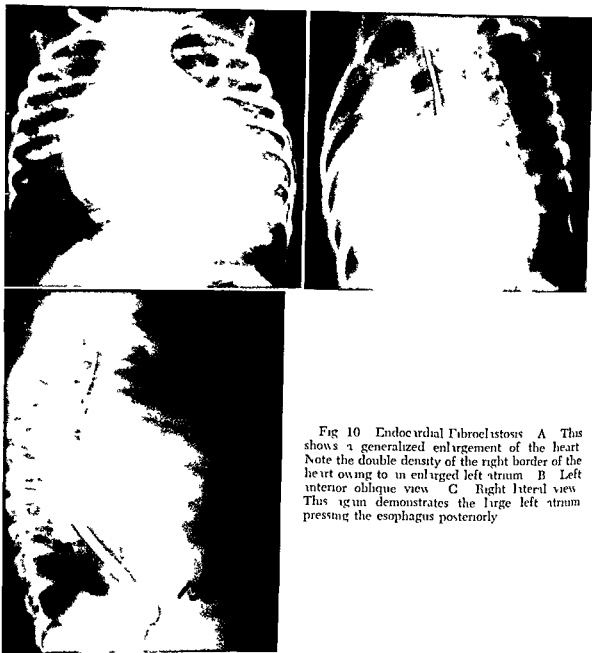 Fig 10 Endocardial Fibroelastosis A This
shows a generalized enlargement of the heart
Note the double density of the right border of the
heart owing to an enlarged left atrium B Left
anterior oblique view C Right lateral view
This again demonstrates the large left atrium
pressing the esophagus posteriorly